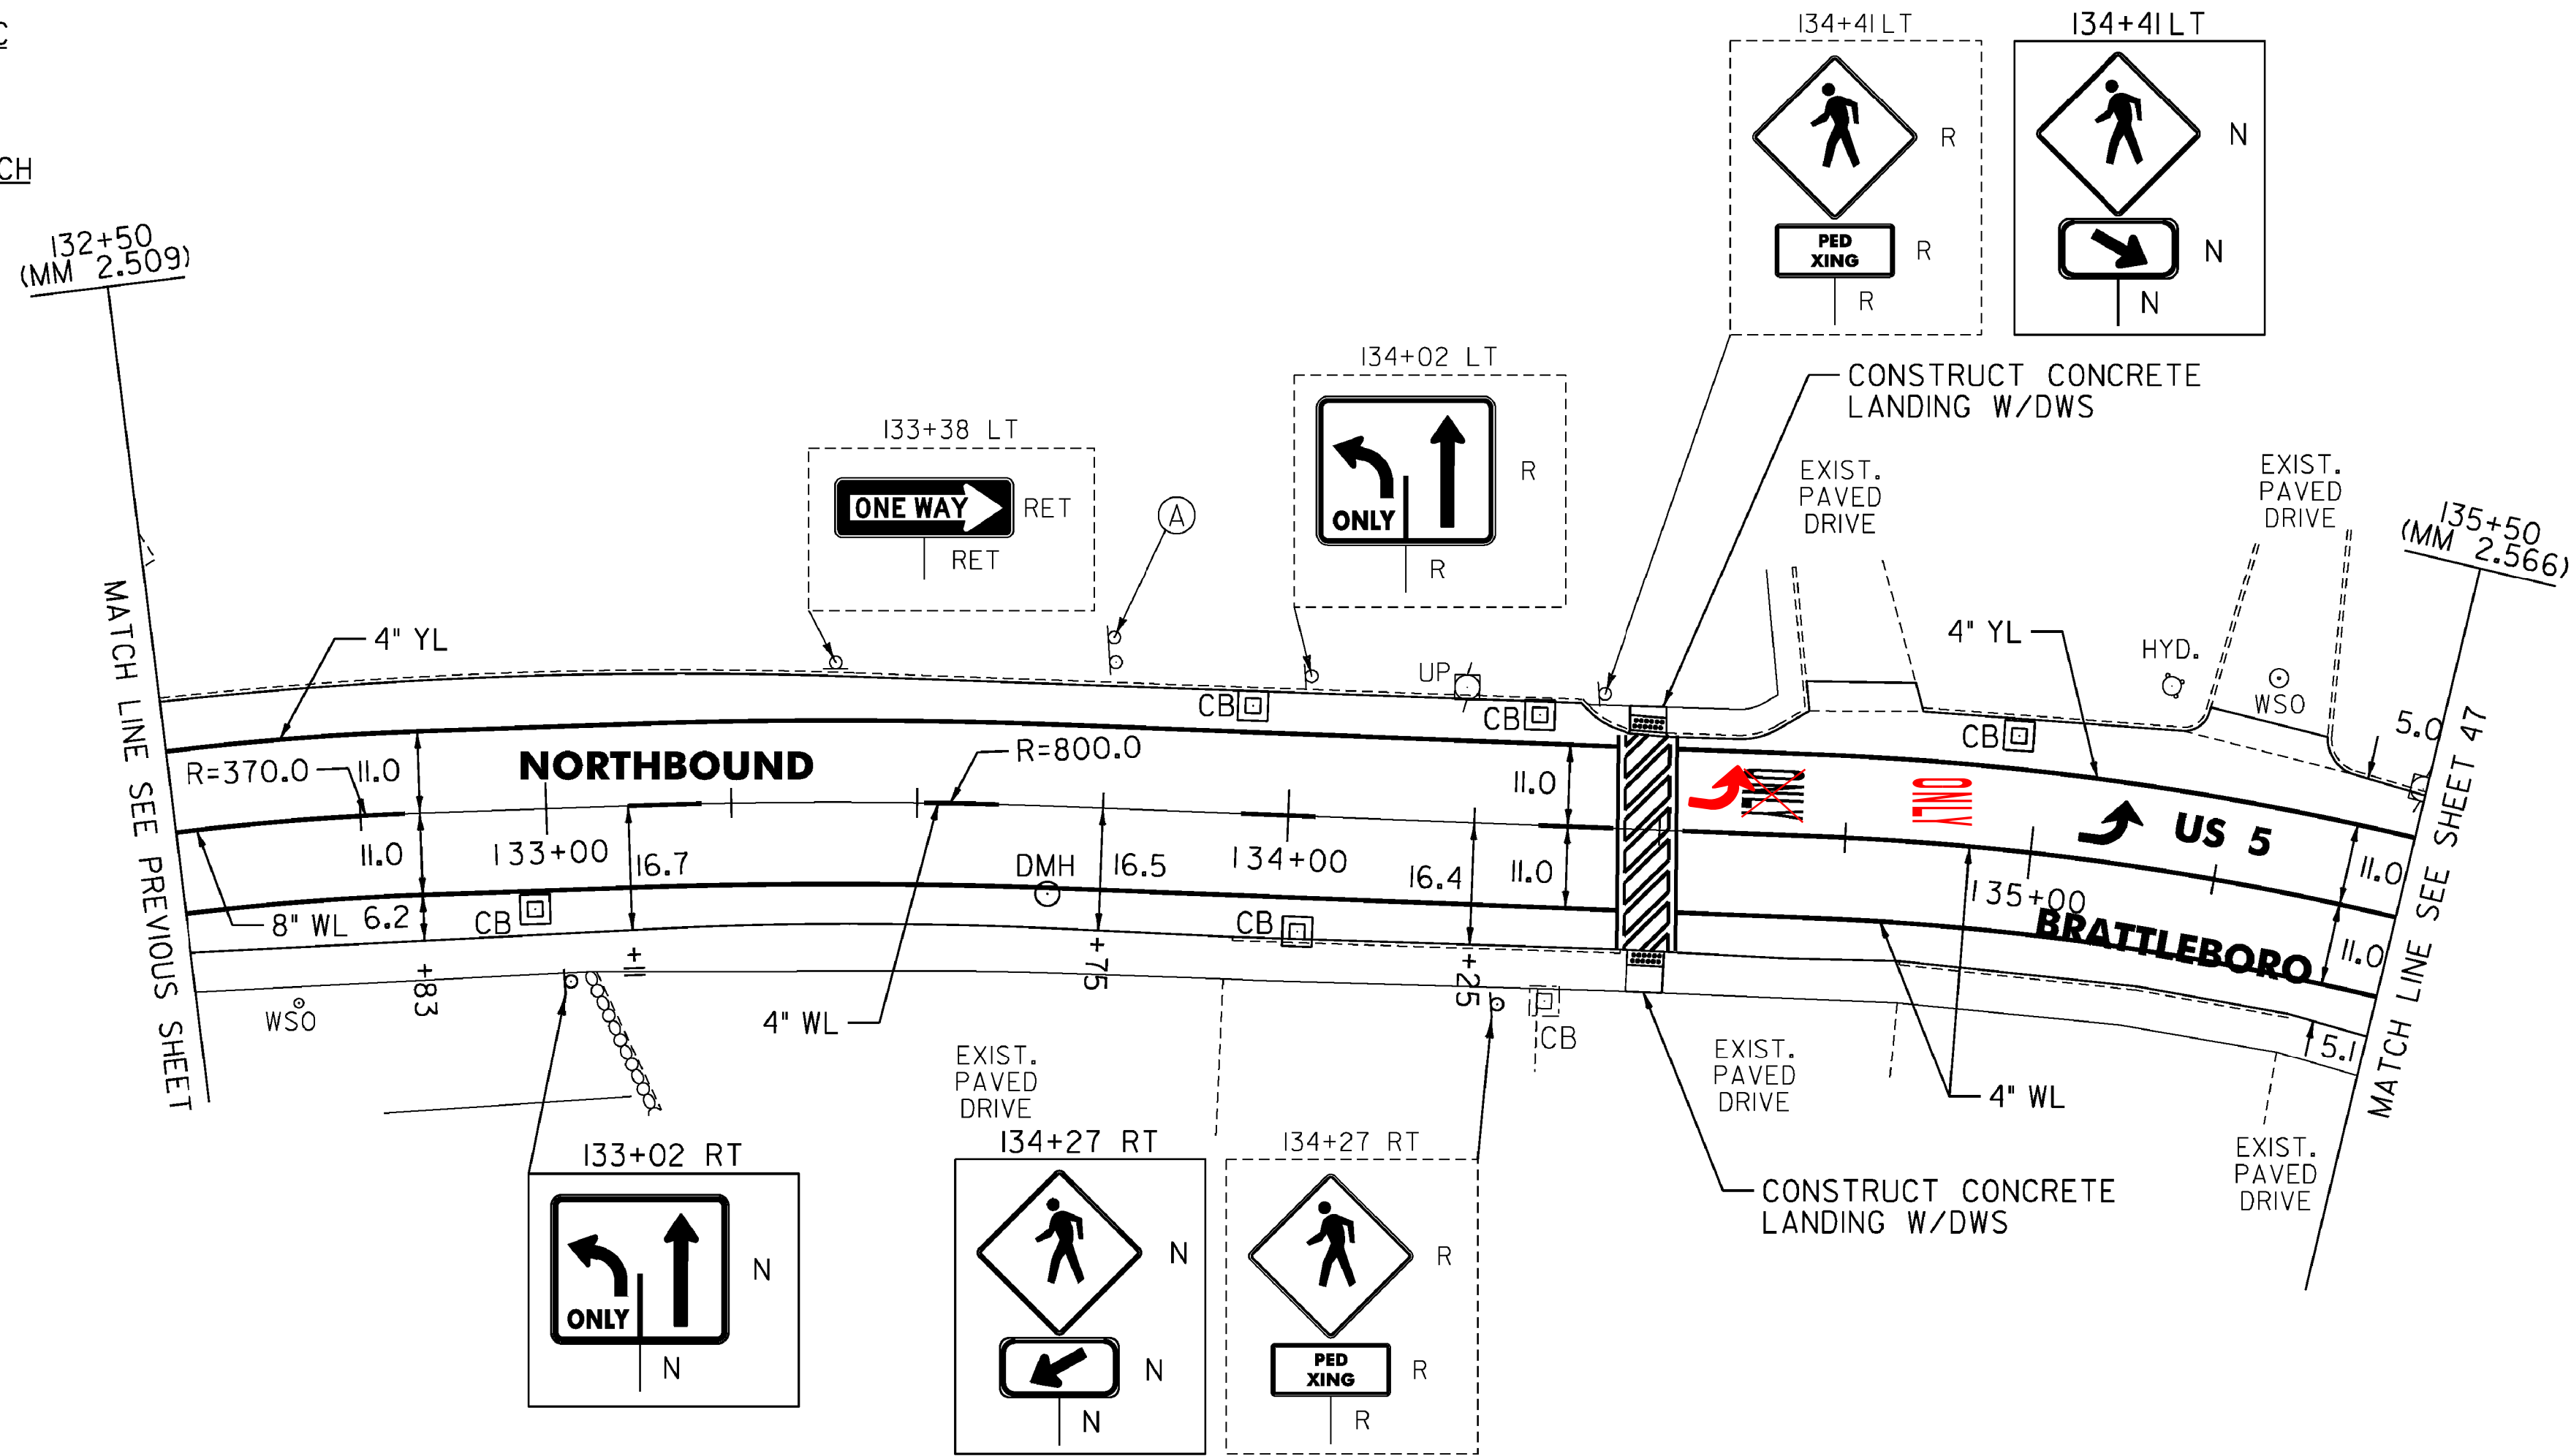 C
CH
132+50
(MM 2.509)
MATCH LINE SEE PREVIOUS SHEET
134+41 LT
PED
XING
R
R
R
134+41 LT
N
N
N
CONSTRUCT CONCRETE
LANDING W/DWS
134+02 LT
ONLY
R
R
133+38 LT
ONE WAY
RET
RET
A
EXIST.
PAVED
DRIVE
EXIST.
PAVED
DRIVE
135+50
(MM 2.566)
4" YL
UP
4" YL
HYD.
WSO
CB
CB
CB
5.0
R=370.0
11.0
NORTHBOUND
R=800.0
11.0
ONLY
US 5
11.0
133+00
16.7
DMH
16.5
134+00
16.4
11.0
135+00
11.0
8" WL
6.2
CB
CB
BRATTLEBORO
11.0
+83
+11
+75
+25
WSO
4" WL
CB
EXIST.
PAVED
DRIVE
EXIST.
PAVED
DRIVE
4" WL
5.1
MATCH LINE SEE SHEET 47
EXIST.
PAVED
DRIVE
133+02 RT
ONLY
N
N
134+27 RT
N
N
N
134+27 RT
PED
XING
R
R
R
CONSTRUCT CONCRETE
LANDING W/DWS